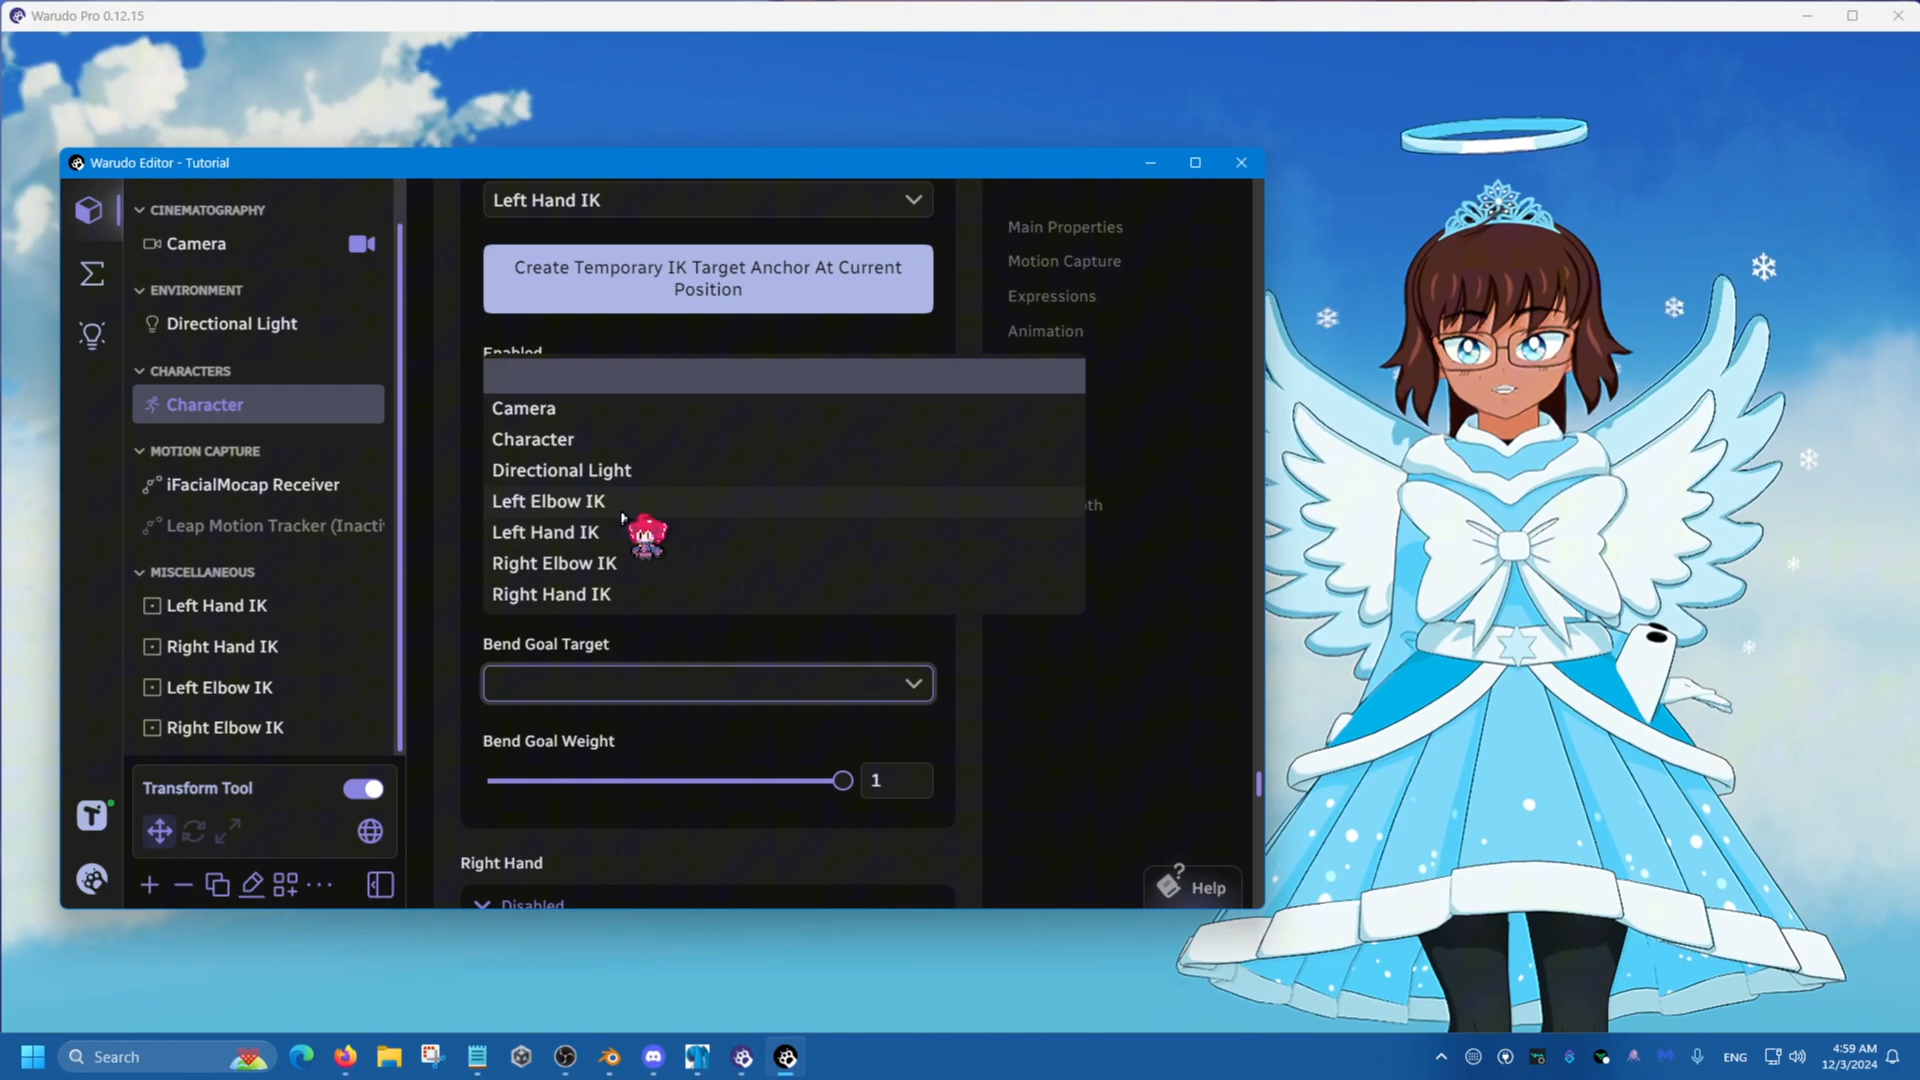 Warudo Pro 0.12.15
Warudo Editor - Tutorial
CINEMATOGRAPHY
Camera
ENVIRONMENT
Directional Light
CHARACTERS
Character
MOTION CAPTURE
iFacialMocap Receiver
Leap Motion Tracker (Inacti
MISCELLANEOUS
Left Hand IK
Right Hand IK
Left Elbow IK
Right Elbow IK
Transform Tool
Left Hand IK
Create Temporary IK Target Anchor At Current
Position
Enabled
Camera
Character
Directional Light
Left Elbow IK
Left Hand IK
Right Elbow IK
Right Hand IK
Bend Goal Target
Bend Goal Weight
1
Right Hand
Disabled
Main Properties
Motion Capture
Expressions
Animation
th
Help
Search
ENG
4:59 AM
12/3/2024